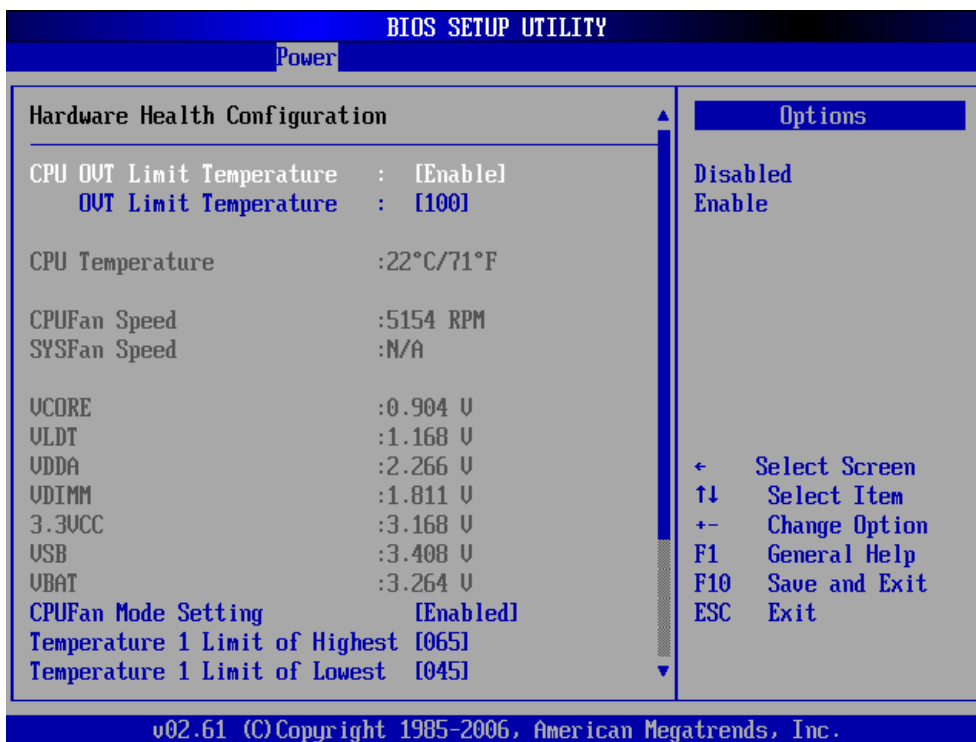 BIOS SETUP UTILITY
Power
Hardware Health Configuration
CPU OVT Limit Temperature : [Enable]
OVT Limit Temperature : [100]
CPU Temperature :22°C/71°F
CPUFan Speed :5154 RPM
SYSFan Speed :N/A
VCORE :0.904 V
VLDT :1.168 V
VDDA :2.266 V
VDIMM :1.811 V
3.3VCC :3.168 V
VSB :3.408 V
VBAT :3.264 V
CPUFan Mode Setting [Enabled]
Temperature 1 Limit of Highest [065]
Temperature 1 Limit of Lowest [045]
Options
Disabled
Enable
← Select Screen
↑↓ Select Item
+- Change Option
F1 General Help
F10 Save and Exit
ESC Exit
v02.61 (C)Copyright 1985-2006, American Megatrends, Inc.